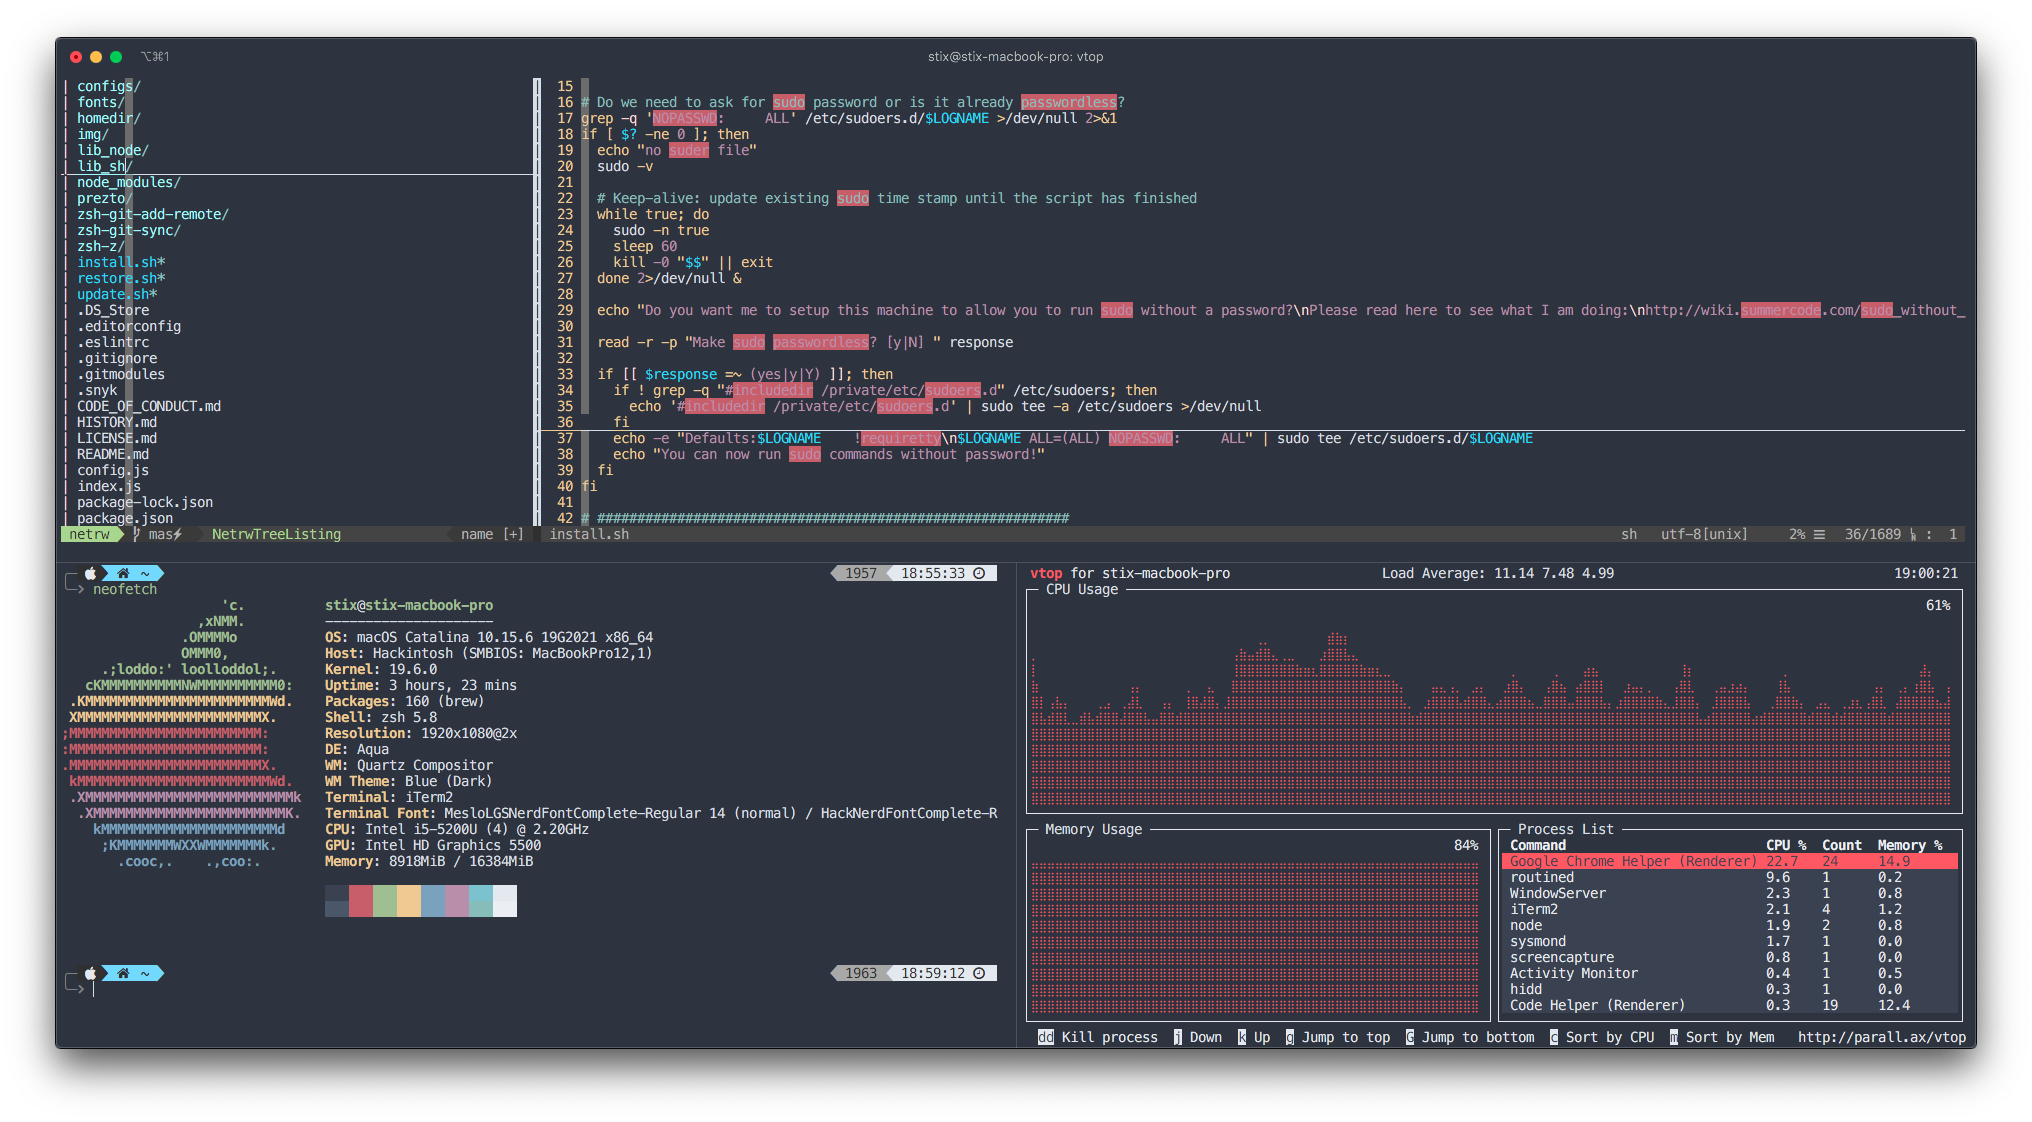 ⌥⌘1
stix@stix-macbook-pro: vtop
| configs/
| fonts/
| homedir/
| img/
| lib_node/
| lib_sh/
| node_modules/
| prezto/
| zsh-git-add-remote/
| zsh-git-sync/
| zsh-z/
| install.sh*
| restore.sh*
| update.sh*
| .DS_Store
| .editorconfig
| .eslintrc
| .gitignore
| .gitmodules
| .snyk
| CODE_OF_CONDUCT.md
| HISTORY.md
| LICENSE.md
| README.md
| config.js
| index.js
| package-lock.json
| package.json
netrw mas⚡ NetrwTreeListing name [+]
15
16 # Do we need to ask for sudo password or is it already passwordless?
17 grep -q 'NOPASSWD:     ALL' /etc/sudoers.d/$LOGNAME >/dev/null 2>&1
18 if [ $? -ne 0 ]; then
19   echo "no suder file"
20   sudo -v
21
22   # Keep-alive: update existing sudo time stamp until the script has finished
23   while true; do
24     sudo -n true
25     sleep 60
26     kill -0 "$$" || exit
27   done 2>/dev/null &
28
29   echo "Do you want me to setup this machine to allow you to run sudo without a password?\nPlease read here to see what I am doing:\nhttp://wiki.summercode.com/sudo_without_
30
31   read -r -p "Make sudo passwordless? [y|N] " response
32
33   if [[ $response =~ (yes|y|Y) ]]; then
34     if ! grep -q "#includedir /private/etc/sudoers.d" /etc/sudoers; then
35       echo '#includedir /private/etc/sudoers.d' | sudo tee -a /etc/sudoers >/dev/null
36     fi
37     echo -e "Defaults:$LOGNAME    !requiretty\n$LOGNAME ALL=(ALL) NOPASSWD:     ALL" | sudo tee /etc/sudoers.d/$LOGNAME
38     echo "You can now run sudo commands without password!"
39   fi
40 fi
41
42 # ###########################################################
install.sh sh utf-8[unix] 2% ☰ 36/1689 : 1
~ 1957 18:55:33
neofetch
'c.
,xNMM.
.OMMMMo
OMMM0,
.;loddo:' loolloddol;.
cKMMMMMMMMMMNWMMMMMMMMMM0:
.KMMMMMMMMMMMMMMMMMMMMMMMWd.
XMMMMMMMMMMMMMMMMMMMMMMMX.
;MMMMMMMMMMMMMMMMMMMMMMMM:
:MMMMMMMMMMMMMMMMMMMMMMMM:
.MMMMMMMMMMMMMMMMMMMMMMMMX.
kMMMMMMMMMMMMMMMMMMMMMMMMWd.
.XMMMMMMMMMMMMMMMMMMMMMMMMMMk
.XMMMMMMMMMMMMMMMMMMMMMMMMK.
kMMMMMMMMMMMMMMMMMMMMMMd
;KMMMMMMMWXXWMMMMMMMk.
.cooc,.    .,coo:.
stix@stix-macbook-pro
---------------------
OS: macOS Catalina 10.15.6 19G2021 x86_64
Host: Hackintosh (SMBIOS: MacBookPro12,1)
Kernel: 19.6.0
Uptime: 3 hours, 23 mins
Packages: 160 (brew)
Shell: zsh 5.8
Resolution: 1920x1080@2x
DE: Aqua
WM: Quartz Compositor
WM Theme: Blue (Dark)
Terminal: iTerm2
Terminal Font: MesloLGSNerdFontComplete-Regular 14 (normal) / HackNerdFontComplete-R
CPU: Intel i5-5200U (4) @ 2.20GHz
GPU: Intel HD Graphics 5500
Memory: 8918MiB / 16384MiB
~ 1963 18:59:12
vtop for stix-macbook-pro Load Average: 11.14 7.48 4.99 19:00:21
CPU Usage
61%
Memory Usage
84%
Process List
Command CPU % Count Memory %
Google Chrome Helper (Renderer) 22.7 24 14.9
routined 9.6 1 0.2
WindowServer 2.3 1 0.8
iTerm2 2.1 4 1.2
node 1.9 2 0.8
sysmond 1.7 1 0.0
screencapture 0.8 1 0.0
Activity Monitor 0.4 1 0.5
hidd 0.3 1 0.0
Code Helper (Renderer) 0.3 19 12.4
dd Kill process j Down k Up g Jump to top G Jump to bottom c Sort by CPU m Sort by Mem http://parall.ax/vtop